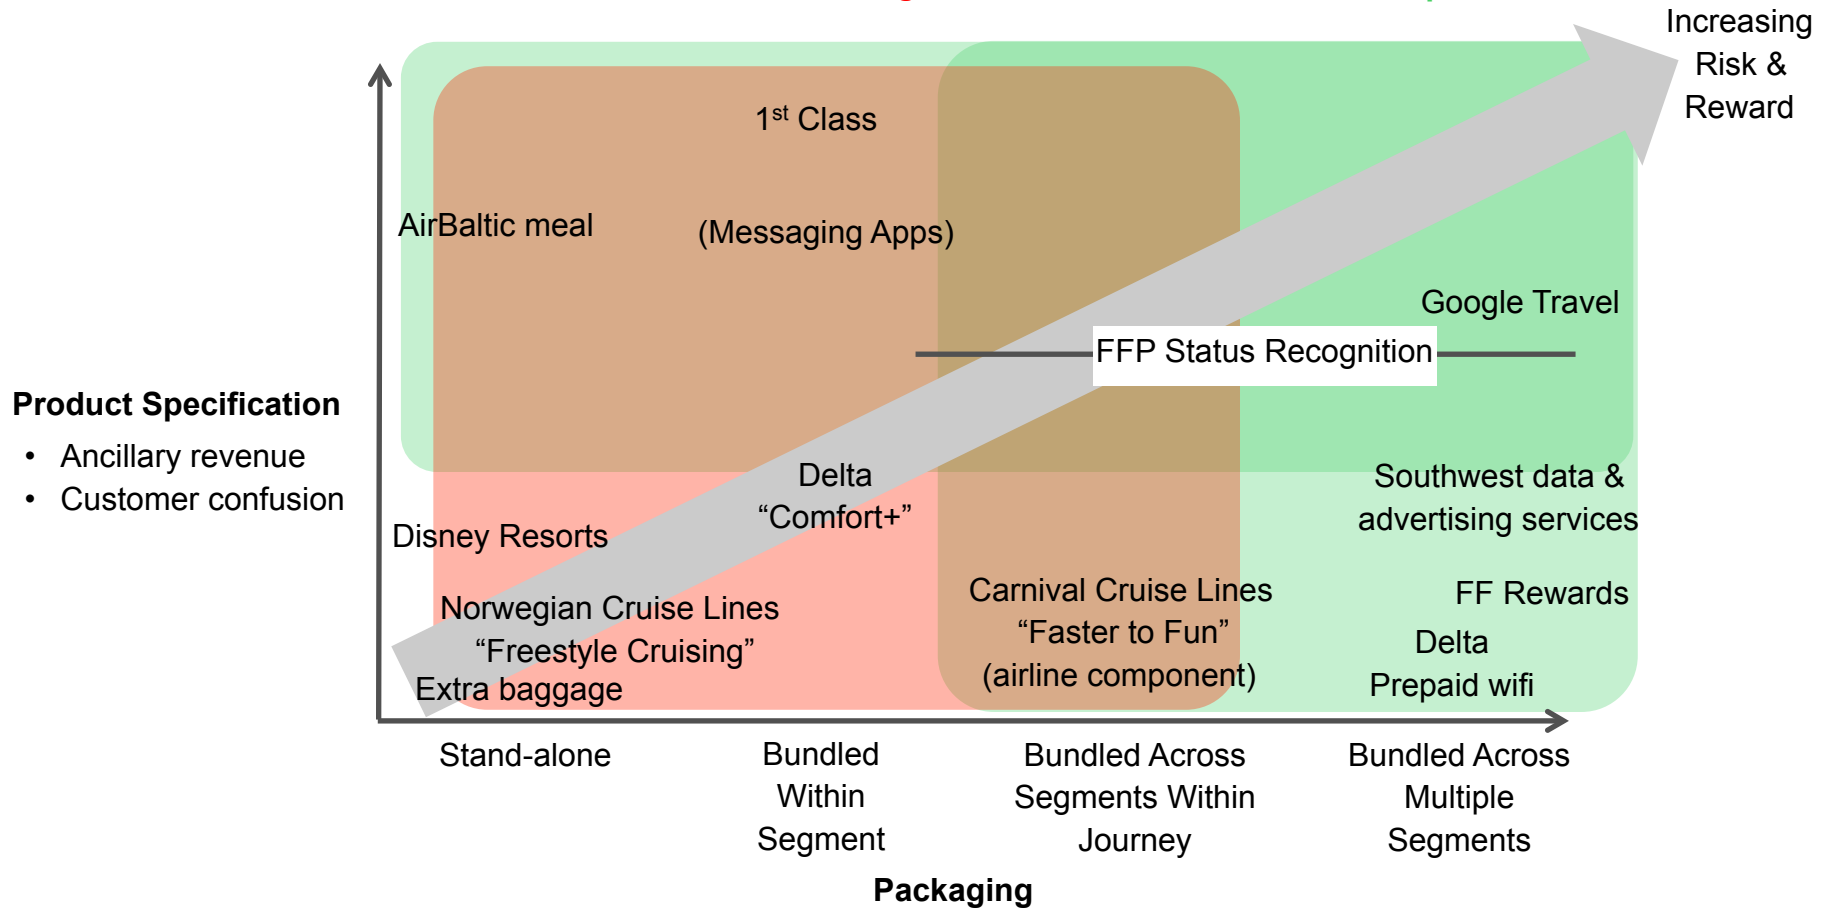 Increasing
Risk &
Reward
1st Class
AirBaltic meal
(Messaging Apps)
Google Travel
FFP Status Recognition
Product Specification
• Ancillary revenue
• Customer confusion
Delta
“Comfort+”
Southwest data &
advertising services
Disney Resorts
Norwegian Cruise Lines
“Freestyle Cruising”
Extra baggage
Carnival Cruise Lines
“Faster to Fun”
(airline component)
FF Rewards
Delta
Prepaid wifi
Stand-alone
Bundled
Within
Segment
Bundled Across
Segments Within
Journey
Bundled Across
Multiple
Segments
Packaging